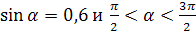 sin α = 0,6 и π/2 < α < 3π/2